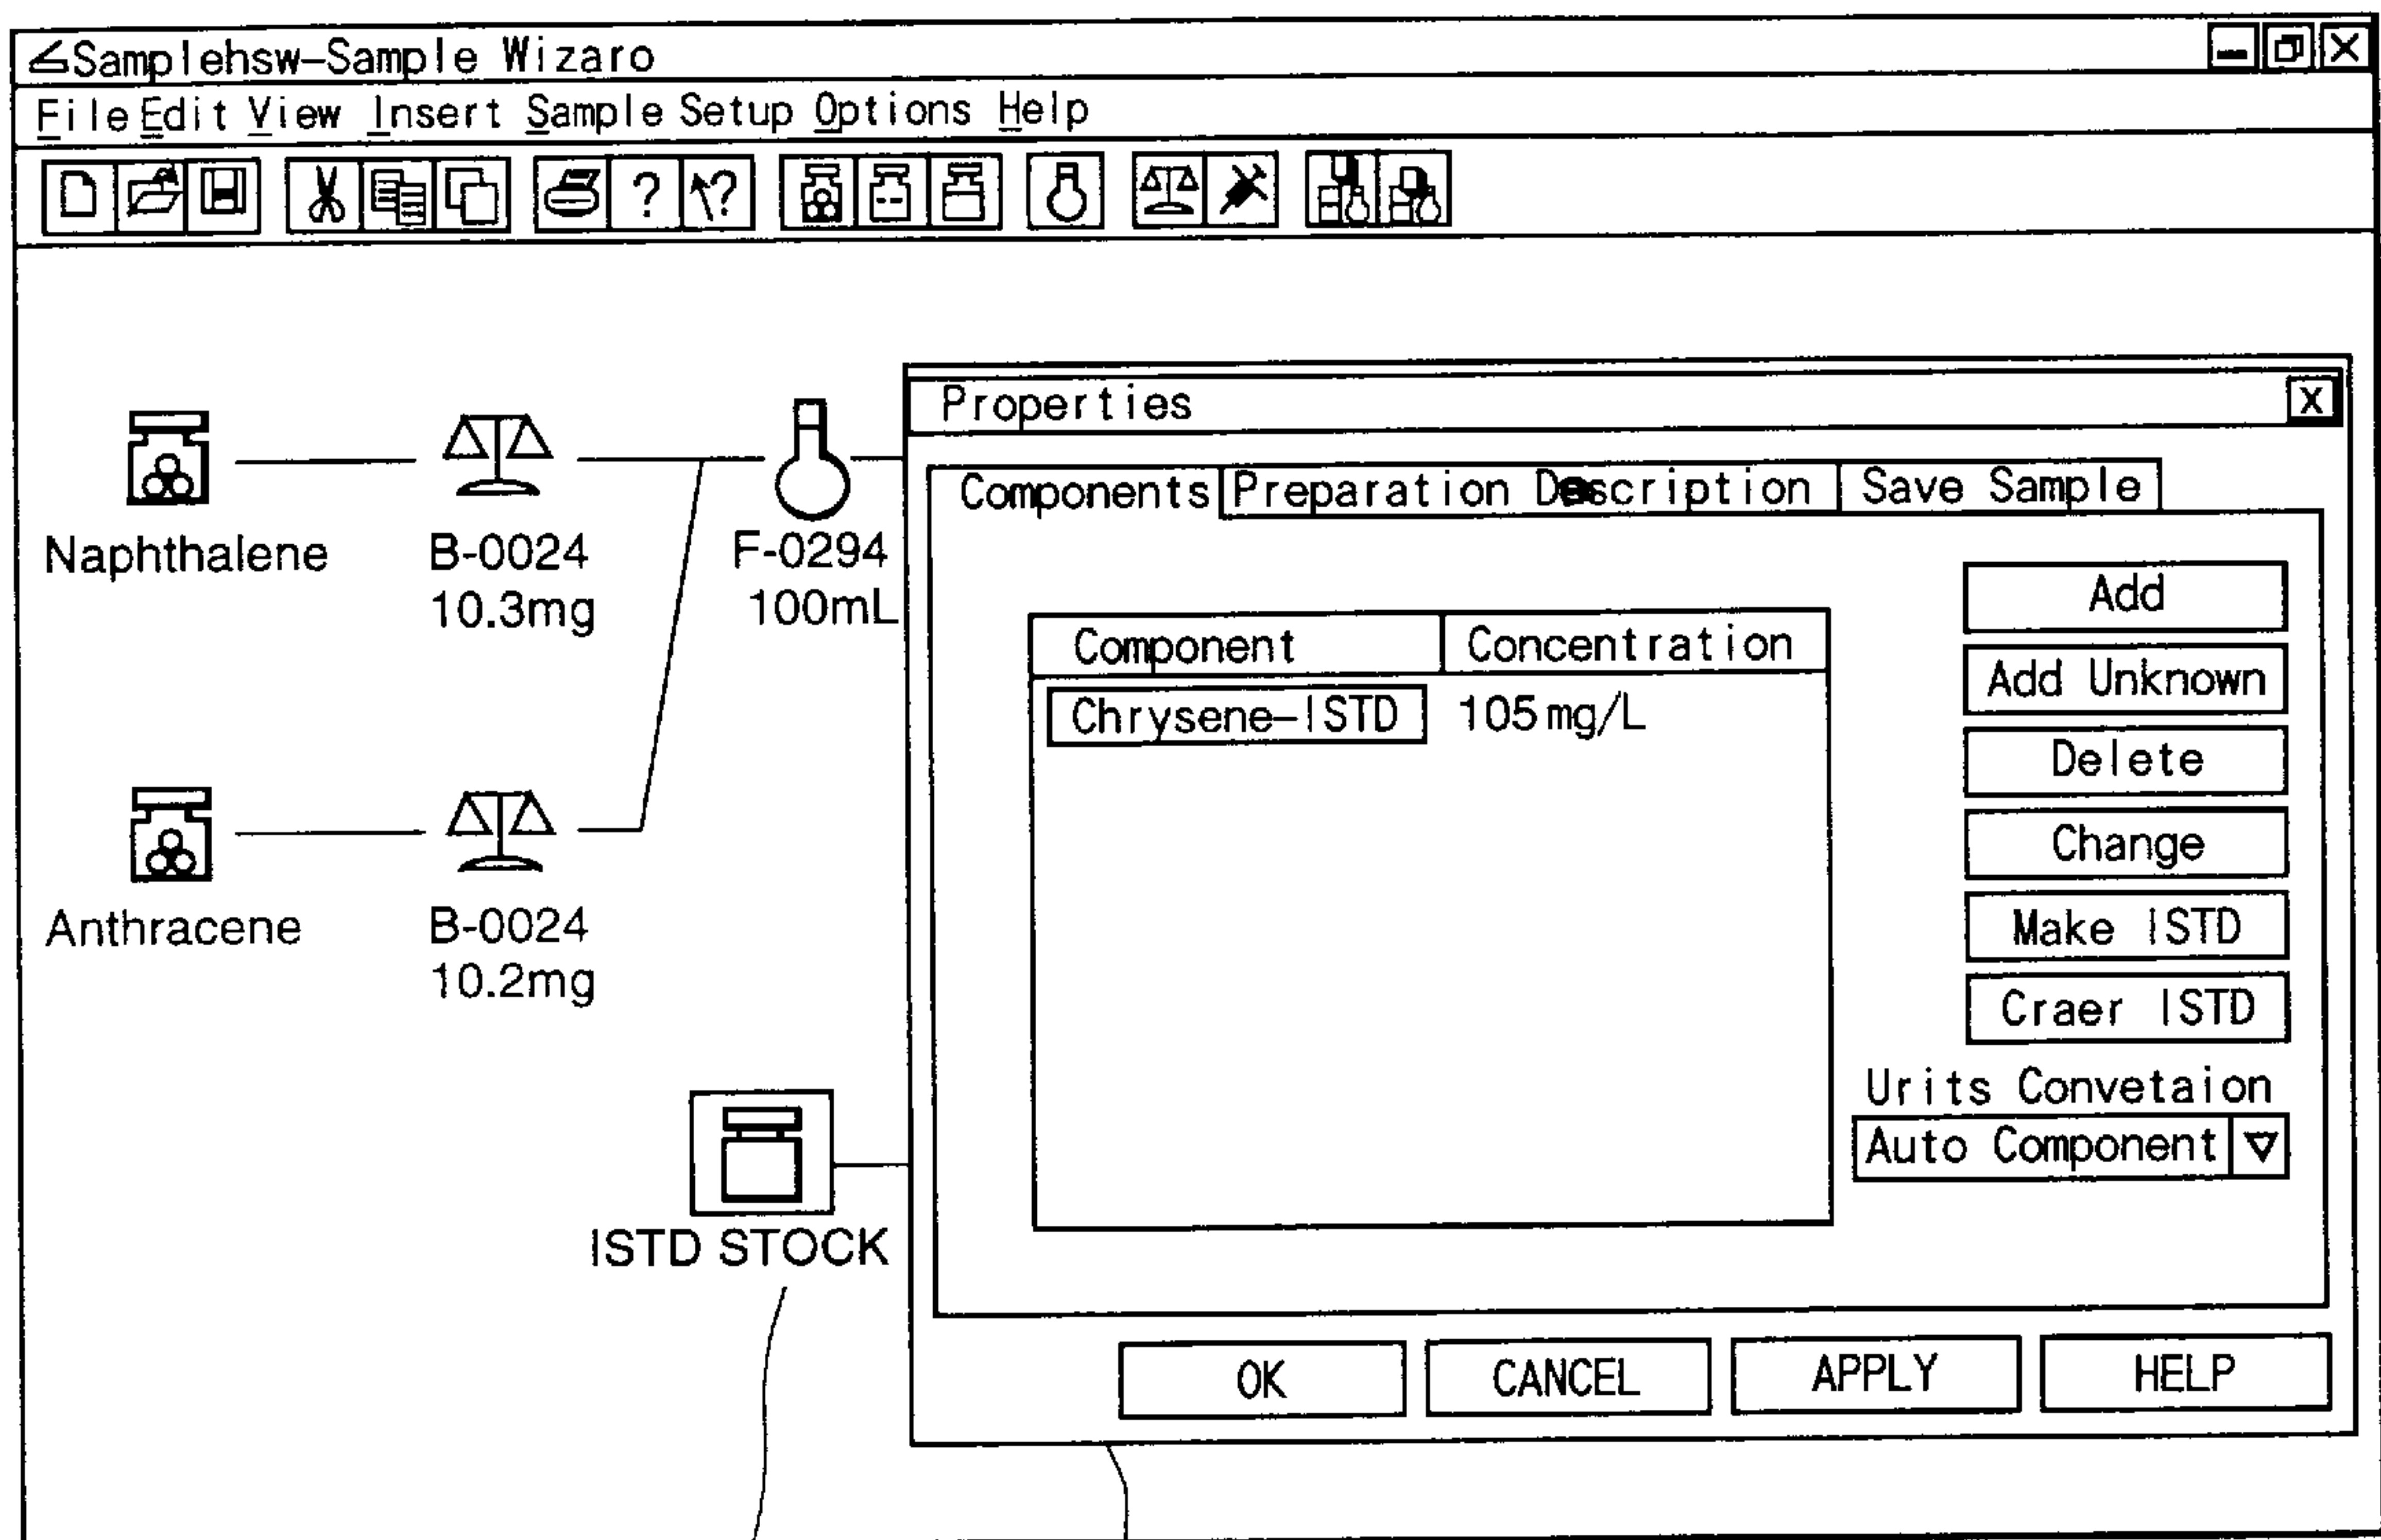 Samplehsw-Sample Wizaro
File Edit View Insert Sample Setup Options Help
? ?
Properties
X
Components Preparation Description Save Sample
Naphthalene
B-0024
10.3mg
F-0294
100mL
Anthracene
B-0024
10.2mg
ISTD STOCK
Component Concentration
Chrysene-ISTD 105mg/L
Add
Add Unknown
Delete
Change
Make ISTD
Craer ISTD
Urits Convetaion
Auto Component
OK CANCEL APPLY HELP